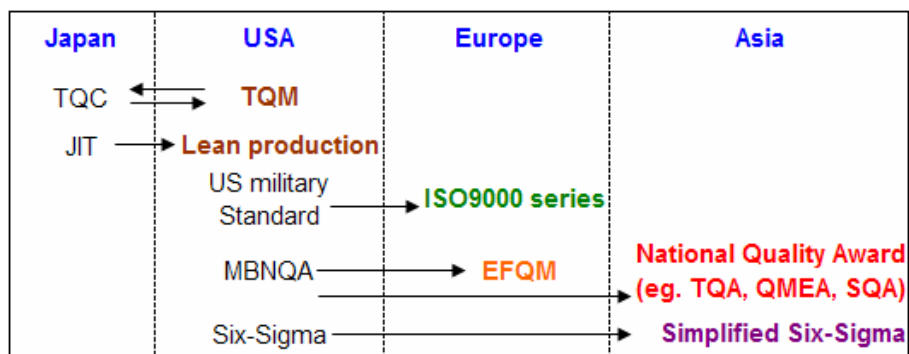 Japan USA Europe Asia
TQC TQM
JIT Lean production
US military
Standard ISO9000 series
MBNQA EFQM National Quality Award
(eg. TQA, QMEA, SQA)
Six-Sigma Simplified Six-Sigma